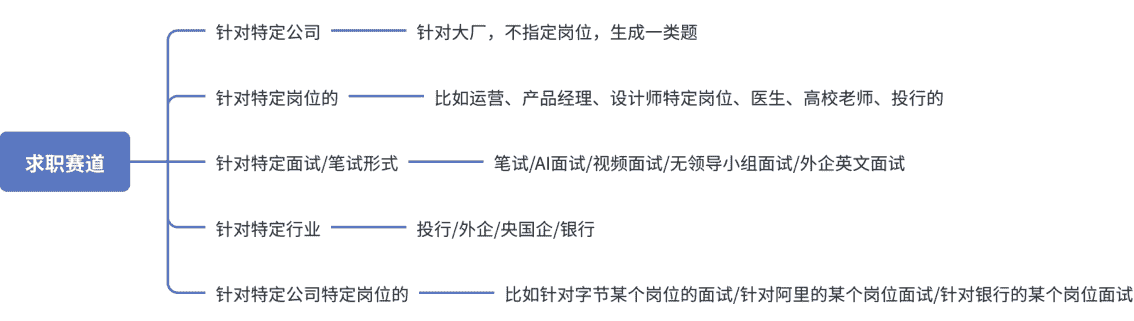 求职赛道
针对特定公司
针对大厂，不指定岗位，生成一类题
针对特定岗位的
比如运营、产品经理、设计师特定岗位、医生、高校老师、投行的
针对特定面试/笔试形式
笔试/AI面试/视频面试/无领导小组面试/外企英文面试
针对特定行业
投行/外企/央国企/银行
针对特定公司特定岗位的
比如针对字节某个岗位的面试/针对阿里的某个岗位面试/针对银行的某个岗位面试